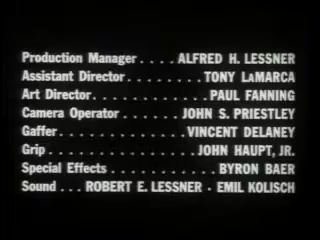 Production Manager . . . . ALFRED H. LESSNER
Assistant Director . . . . . . . . TONY LaMARCA
Art Director . . . . . . . . . . . . PAUL FANNING
Camera Operator . . . . . . JOHN S. PRIESTLEY
Gaffer . . . . . . . . . . . . . VINCENT DELANEY
Grip . . . . . . . . . . . . . . . JOHN HAUPT, JR.
Special Effects . . . . . . . . . . . BYRON BAER
Sound . . . ROBERT E. LESSNER · EMIL KOLISCH